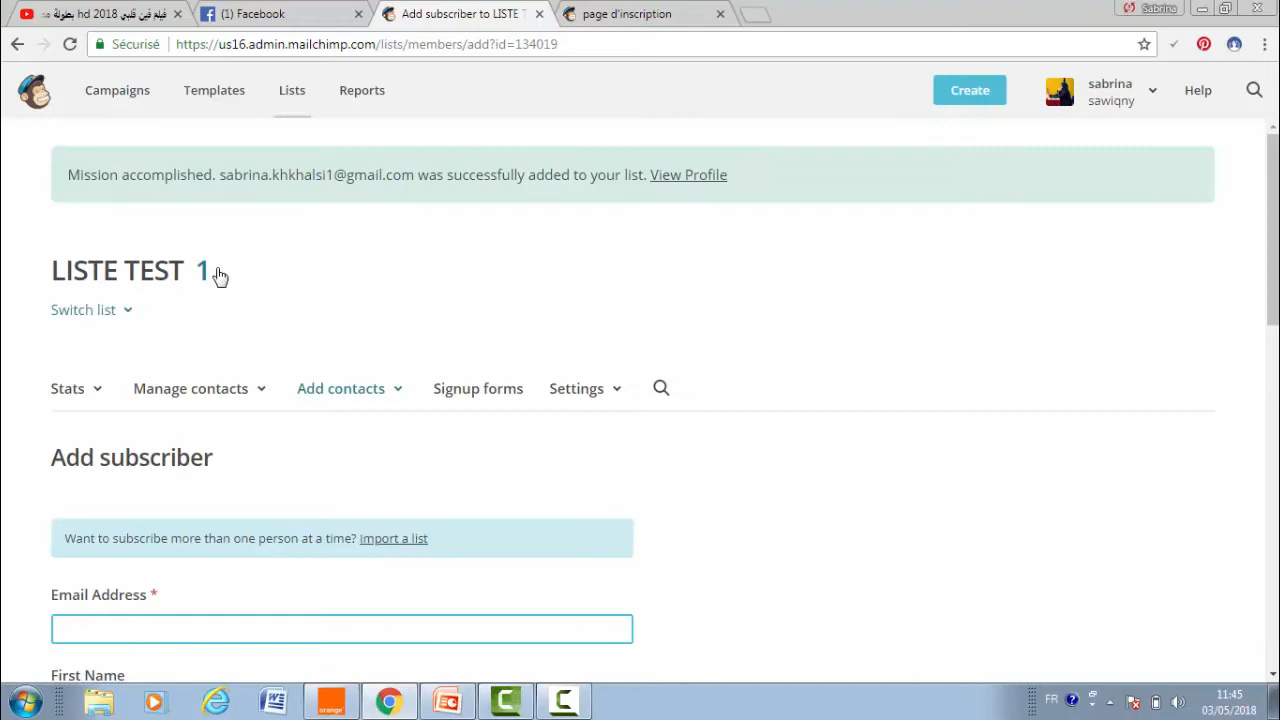 فيلم فين قلبي hd 2018 بطولة مذ
(1) Facebook
Add subscriber to LISTE T
page d'inscription
Sabrina
Sécurisé
https://us16.admin.mailchimp.com/lists/members/add?id=134019
Campaigns
Templates
Lists
Reports
Create
sabrina
sawiqny
Help
Mission accomplished. sabrina.khkhalsi1@gmail.com was successfully added to your list. View Profile
LISTE TEST 1
Switch list
Stats
Manage contacts
Add contacts
Signup forms
Settings
Add subscriber
Want to subscribe more than one person at a time? Import a list
Email Address *
First Name
orange
FR
11:45
03/05/2018